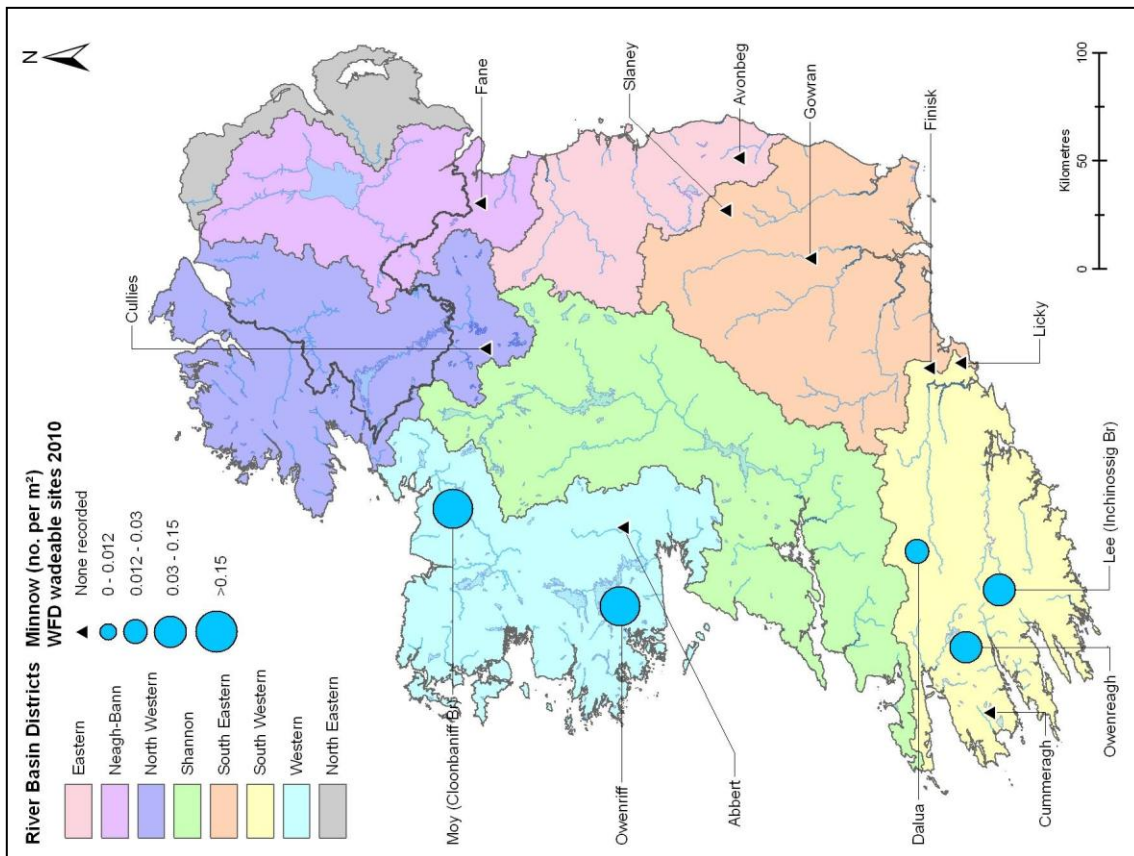 River Basin Districts
Eastern
Neagh-Bann
North Western
Shannon
South Eastern
South Western
Western
North Eastern
Minnow (no. per m²)
WFD wadeable sites 2010
None recorded
0 - 0.012
0.012 - 0.03
0.03 - 0.15
>0.15
N
Cullies
Fane
Slaney
Avonbeg
Gowran
Finisk
Licky
Moy (Cloonbaniff Br)
Owenriff
Abbert
Dalua
Cummeragh
Owenreagh
Lee (Inchinossig Br)
0
50
100
Kilometres